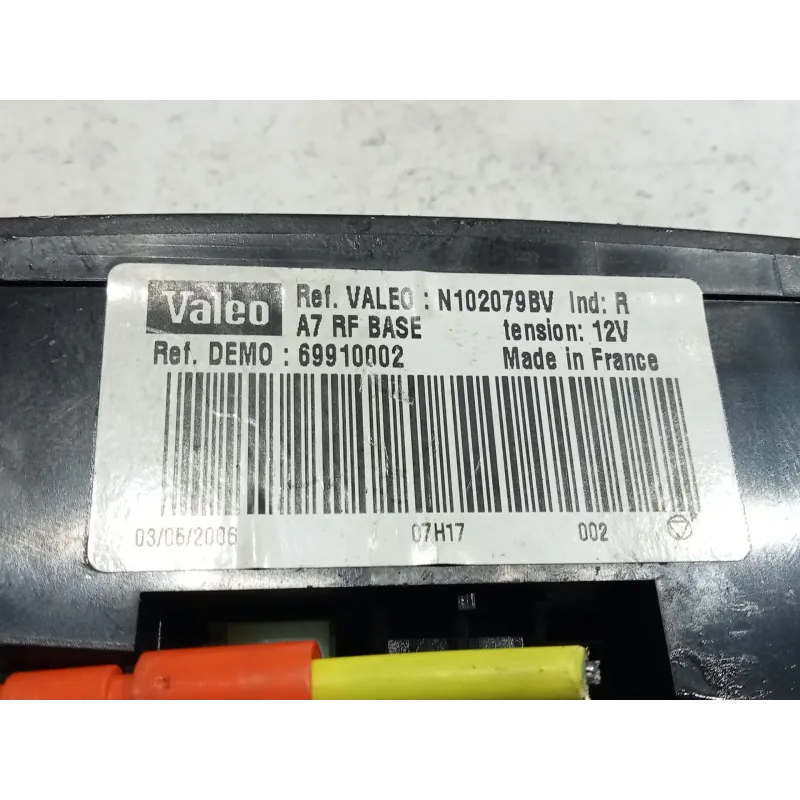 Valeo Ref. VALEO : N102079BV Ind: R
A7 RF BASE tension: 12V
Ref. DEMO : 69910002 Made in France
03/06/2006 07H17 002